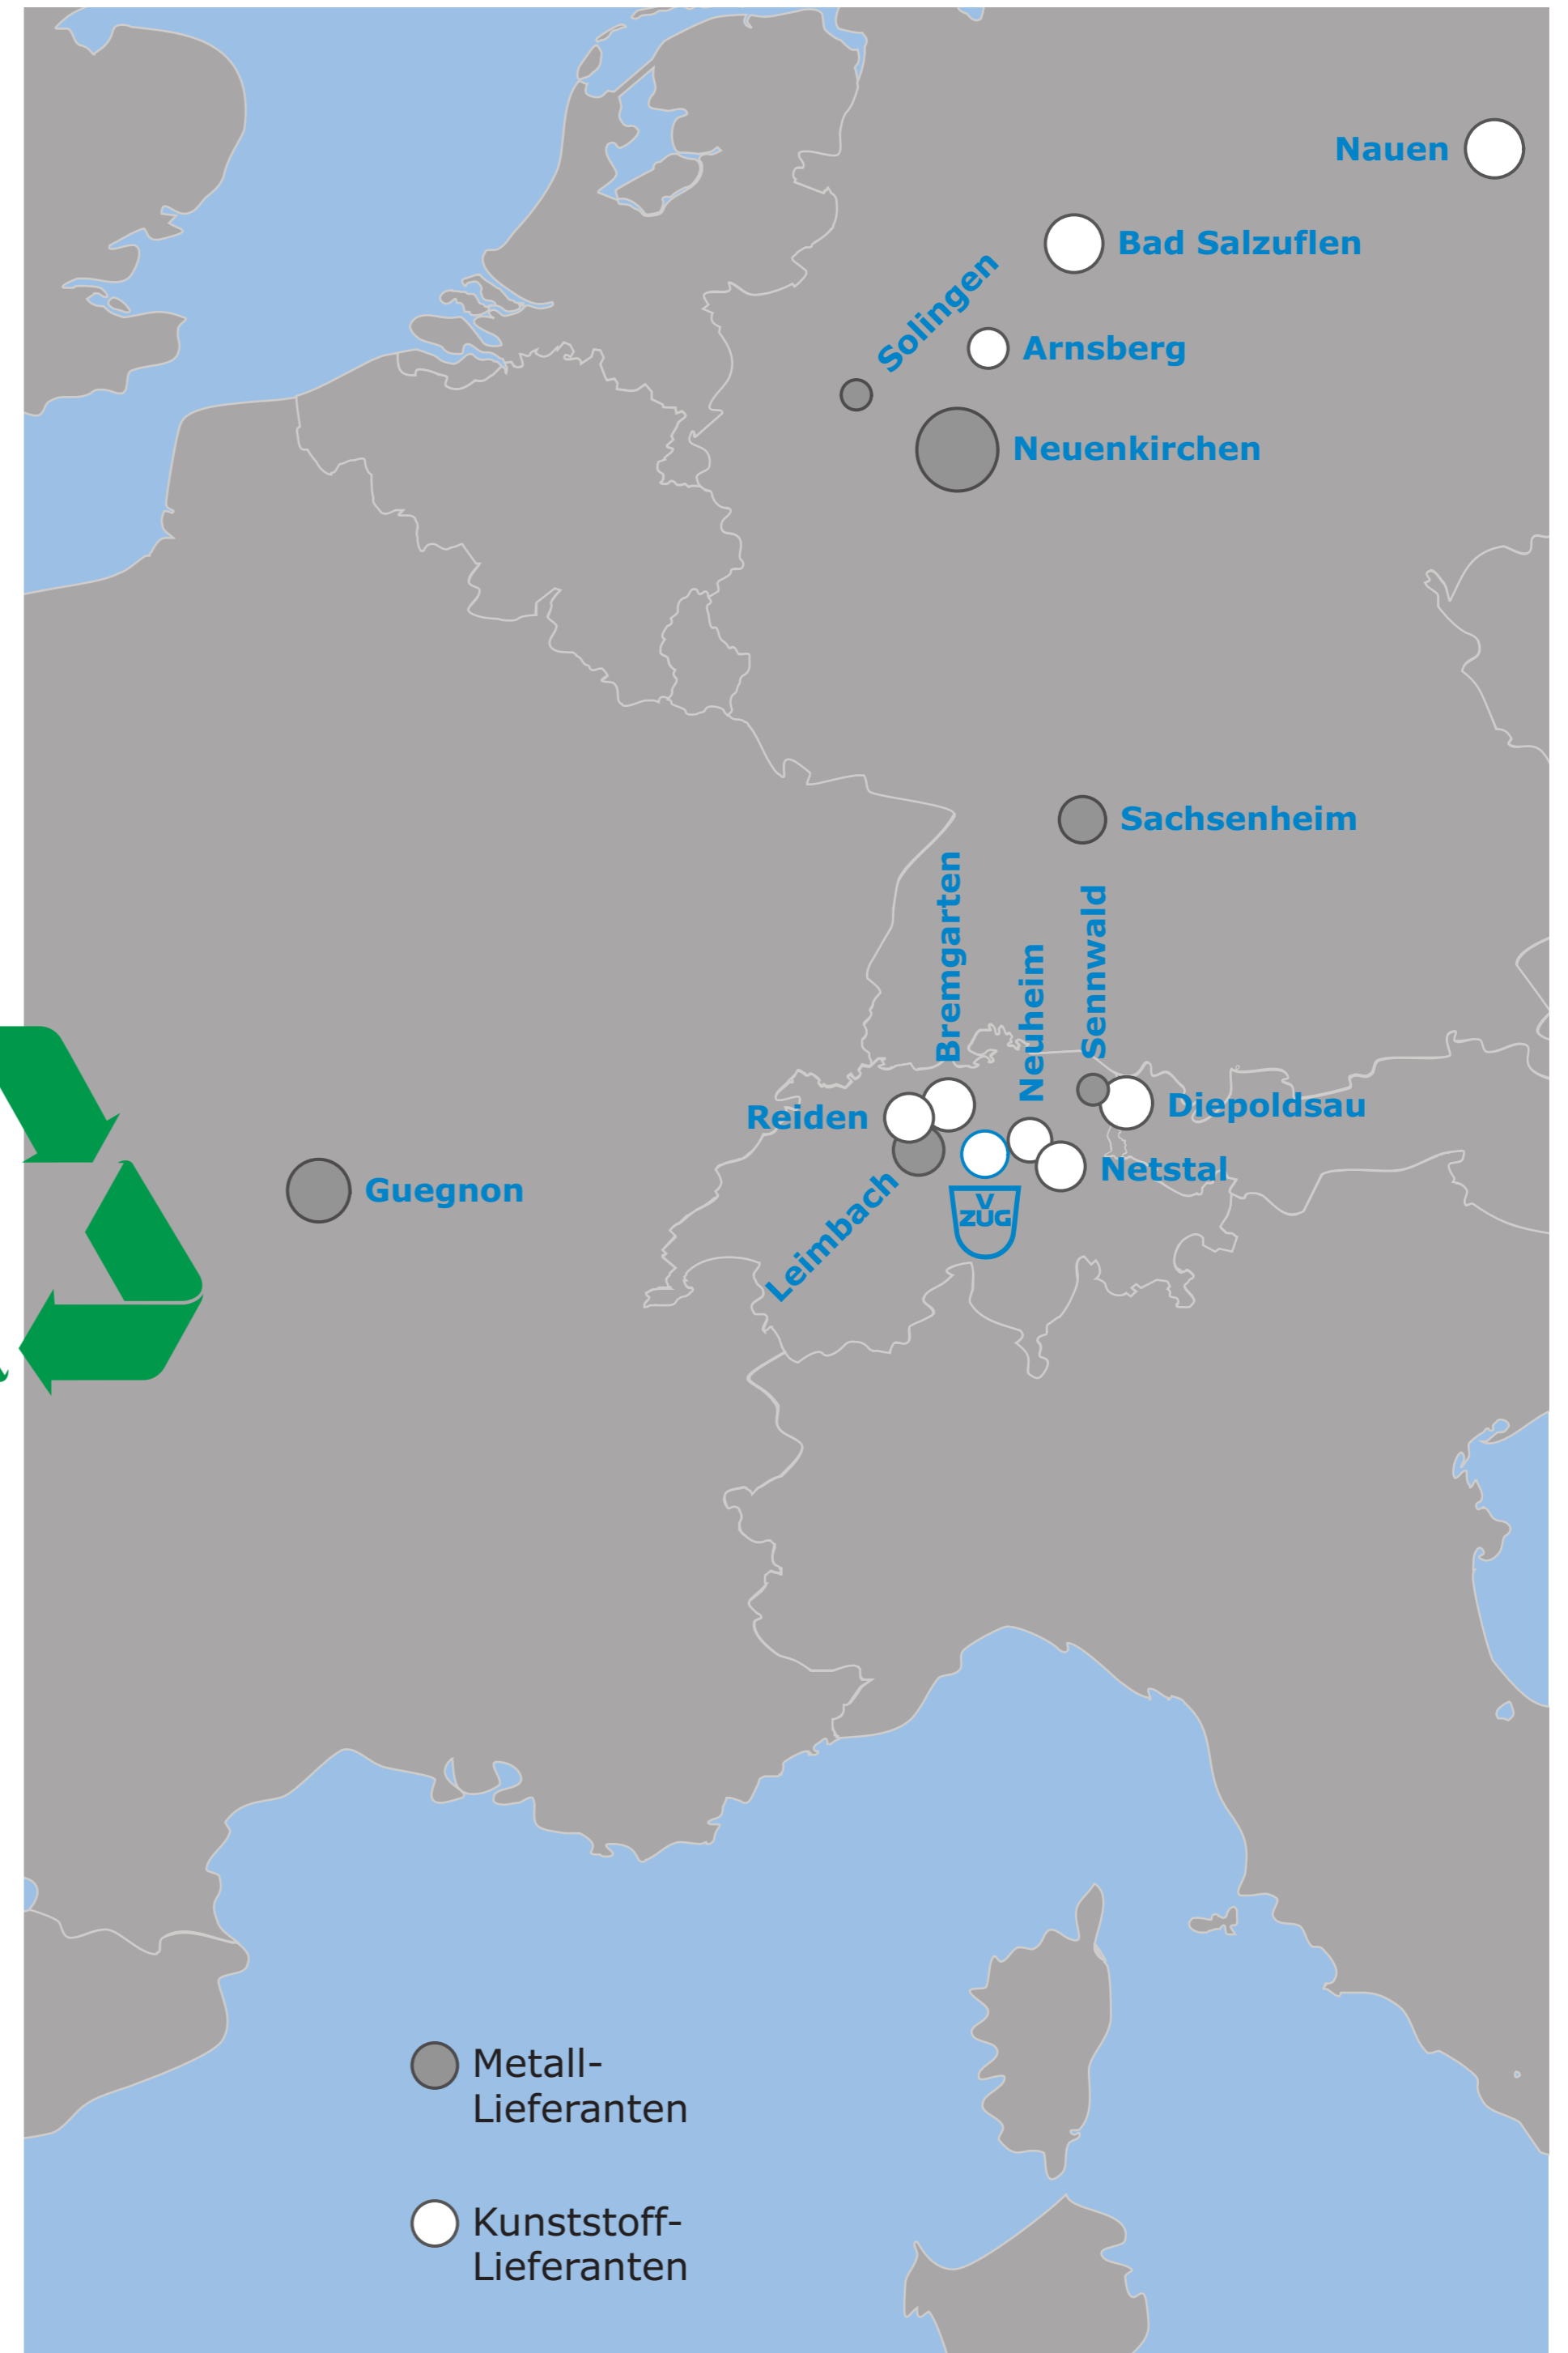 Nauen
Bad Salzuflen
Solingen
Arnsberg
Neuenkirchen
Sachsenheim
Bremgarten
Sennwald
Neuheim
Reiden
Diepoldsau
Netstal
Guegnon
Leimbach
V
ZUG
Metall-
Lieferanten
Kunststoff-
Lieferanten